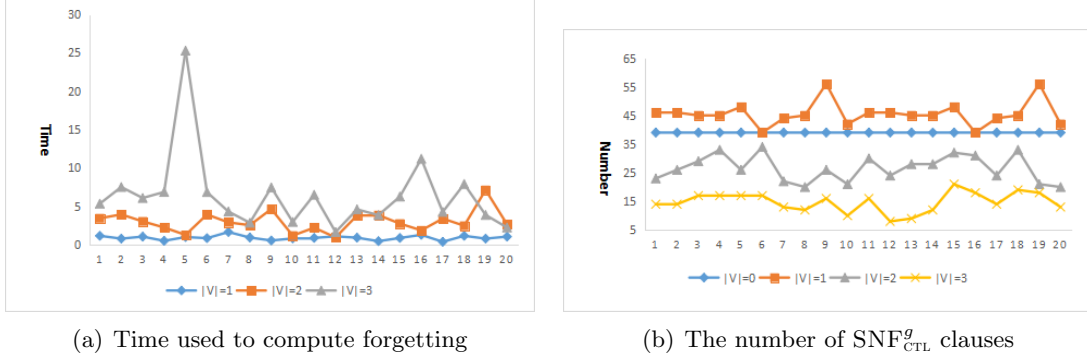 30
25
20
15
10
5
0
Time
1 2 3 4 5 6 7 8 9 10 11 12 13 14 15 16 17 18 19 20
|V|=1 |V|=2 |V|=3
(a) Time used to compute forgetting
65
55
45
35
25
15
5
Number
1 2 3 4 5 6 7 8 9 10 11 12 13 14 15 16 17 18 19 20
|V|=0 |V|=1 |V|=2 |V|=3
(b) The number of SNF^g_CTL clauses